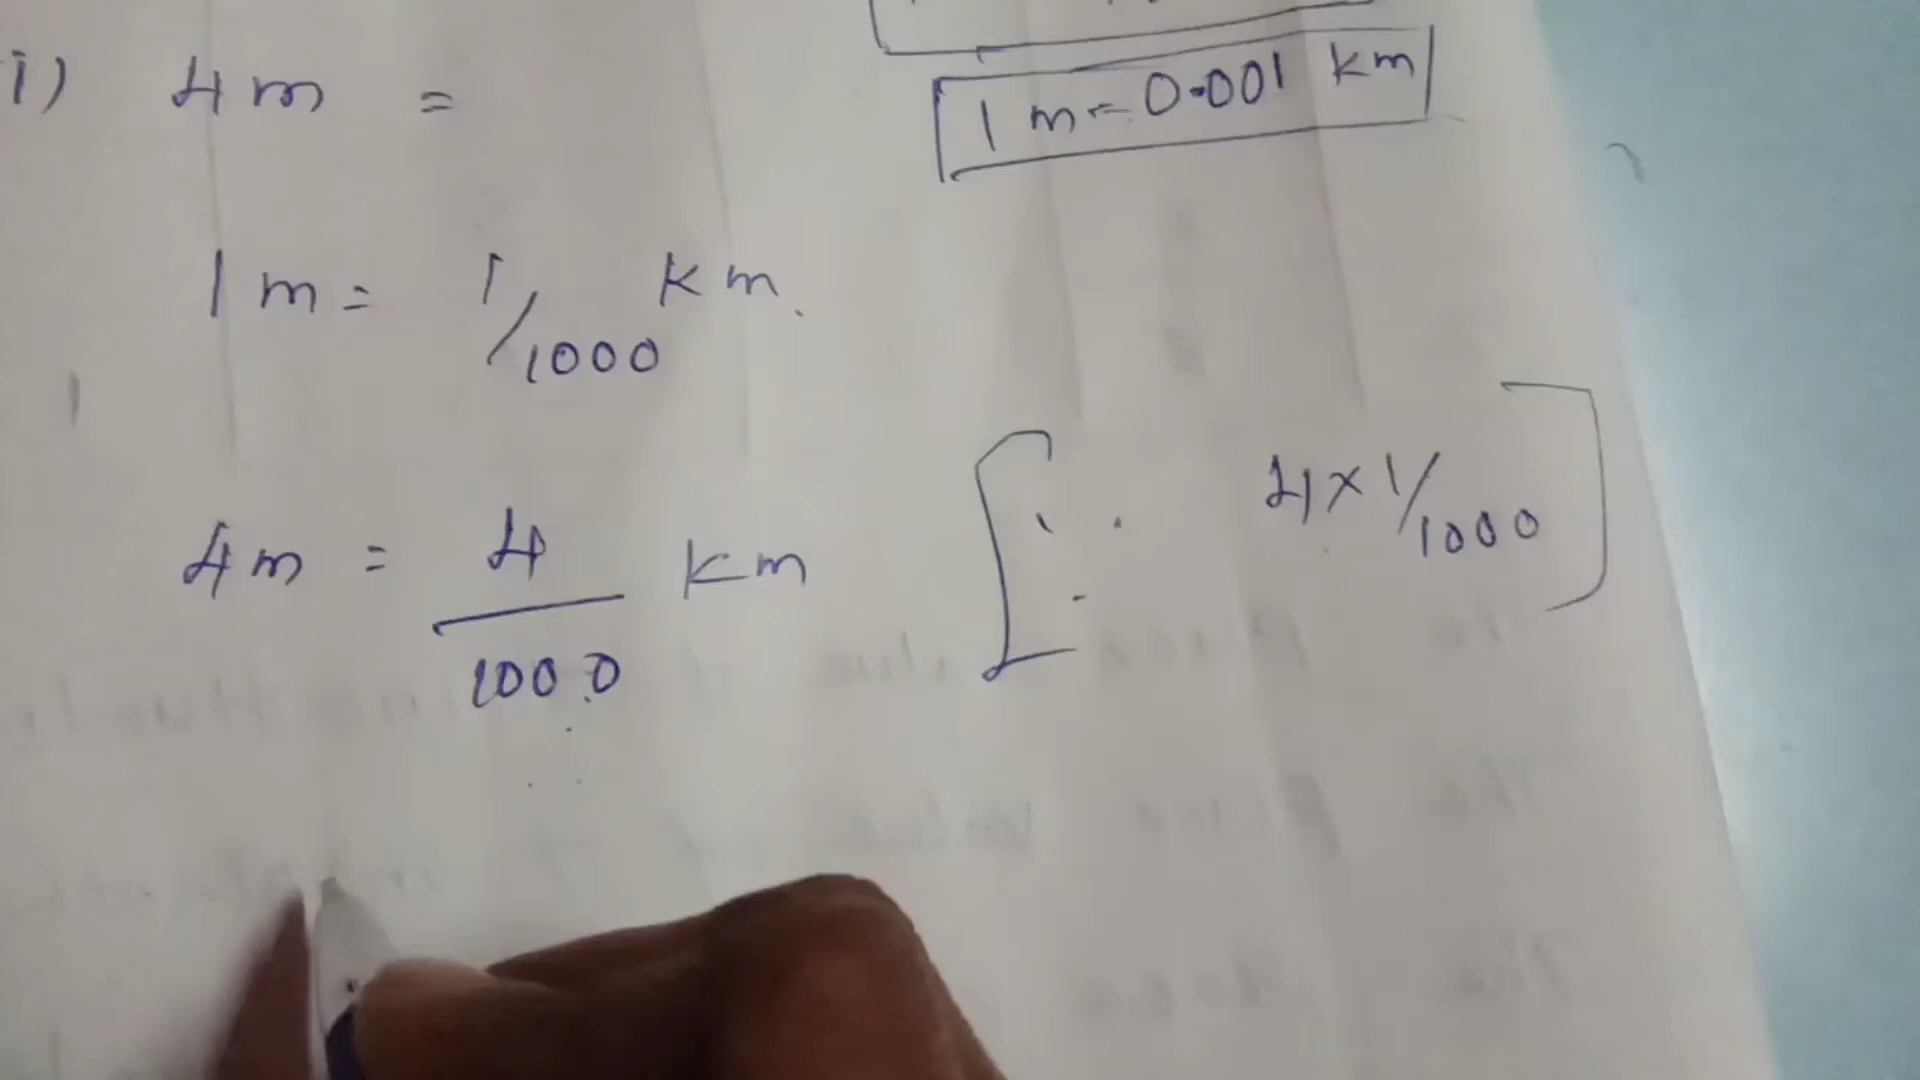 i) 4m =
1 m = 0.001 km
1 m = 1/1000 km.
4m = 4/1000 km [∵ 4 × 1/1000]